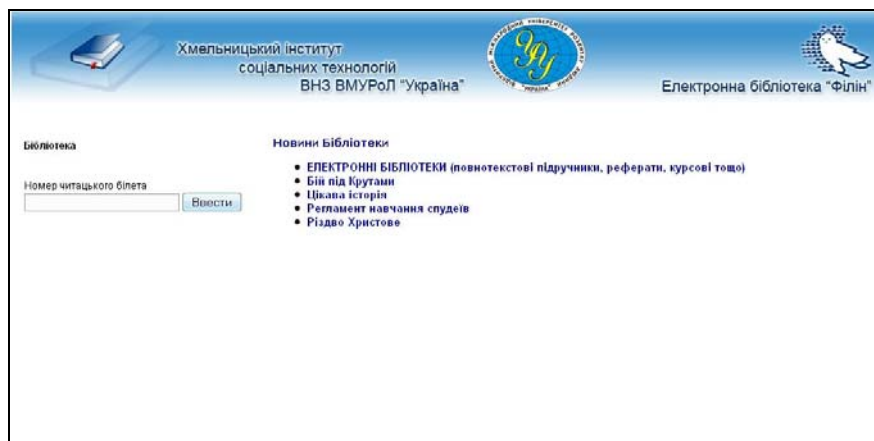 Хмельницький інститут
соціальних технологій
ВНЗ ВМУРоЛ "Україна"
Електронна бібліотека "Філін"
Бібліотека
Номер читацького білета
Ввести
Новини Бібліотеки
ЕЛЕКТРОННІ БІБЛІОТЕКИ (повнотекстові підручники, реферати, курсові тощо)
Бій під Крутами
Цікава історія
Регламент навчання спудеїв
Різдво Христове